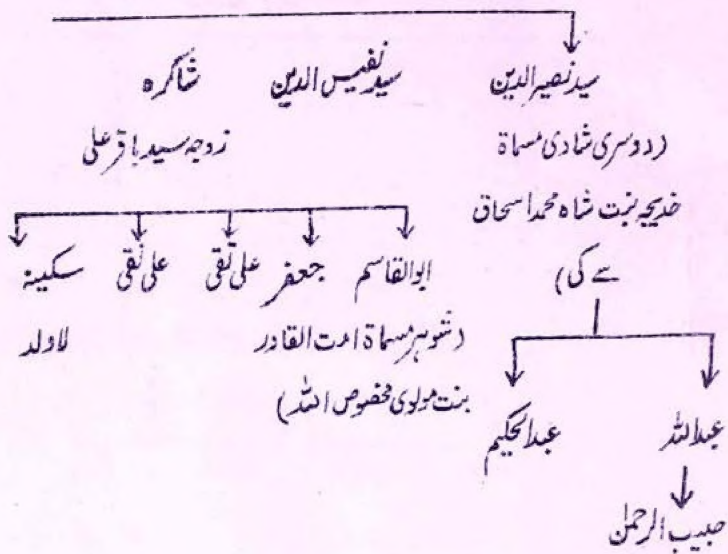 سید نصیر الدین سید نفیس الدین شاکرہ
(دوسری شادی مسماۃ زوجہ سید باقر علی
خدیجہ بنت شاہ محمد اسحاق
سے کی)
ابوالقاسم جعفر علی تقی علی نقی سکینہ
(شوہر مسماۃ امت القادر لاولد
بنت مولوی مخصوص اللہ)
عبداللہ عبدالحکیم
حبیب الرحمٰن